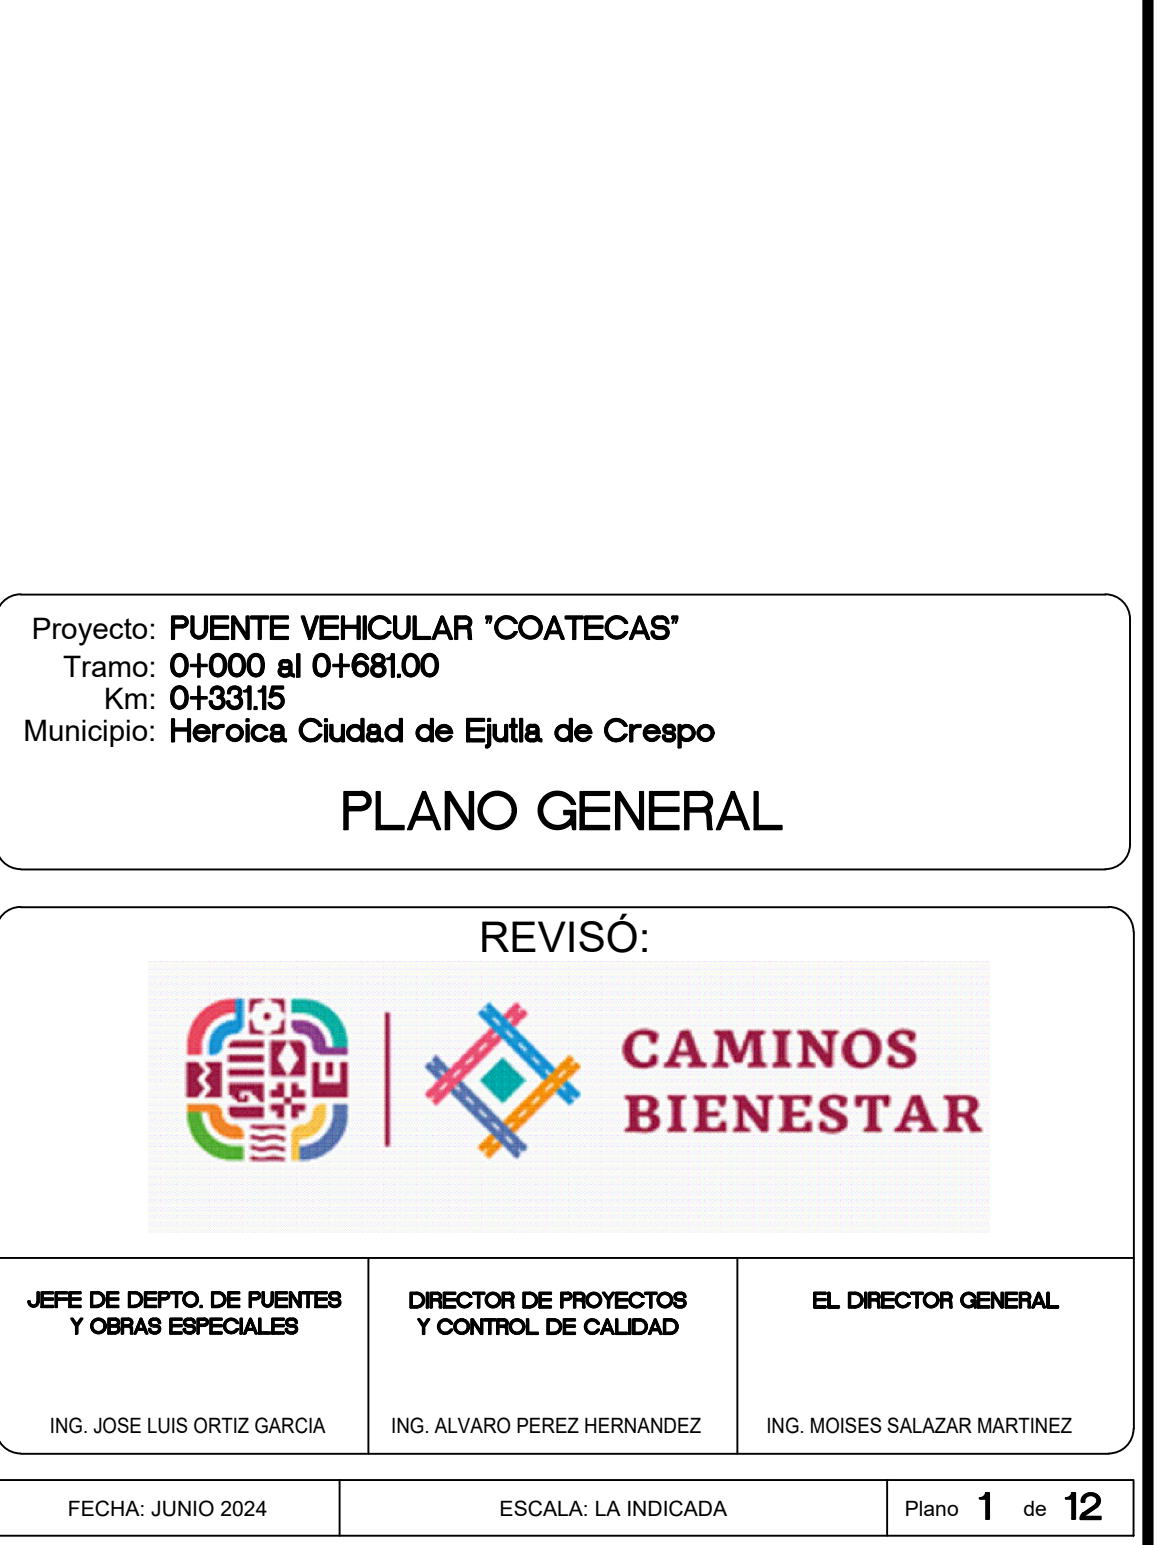 Proyecto: PUENTE VEHICULAR "COATECAS"
Tramo: 0+000 al 0+681.00
Km: 0+331.15
Municipio: Heroica Ciudad de Ejutla de Crespo
PLANO GENERAL
REVISÓ:
CAMINOS
BIENESTAR
JEFE DE DEPTO. DE PUENTES
Y OBRAS ESPECIALES
ING. JOSE LUIS ORTIZ GARCIA
DIRECTOR DE PROYECTOS
Y CONTROL DE CALIDAD
ING. ALVARO PEREZ HERNANDEZ
EL DIRECTOR GENERAL
ING. MOISES SALAZAR MARTINEZ
FECHA: JUNIO 2024
ESCALA: LA INDICADA
Plano 1 de 12